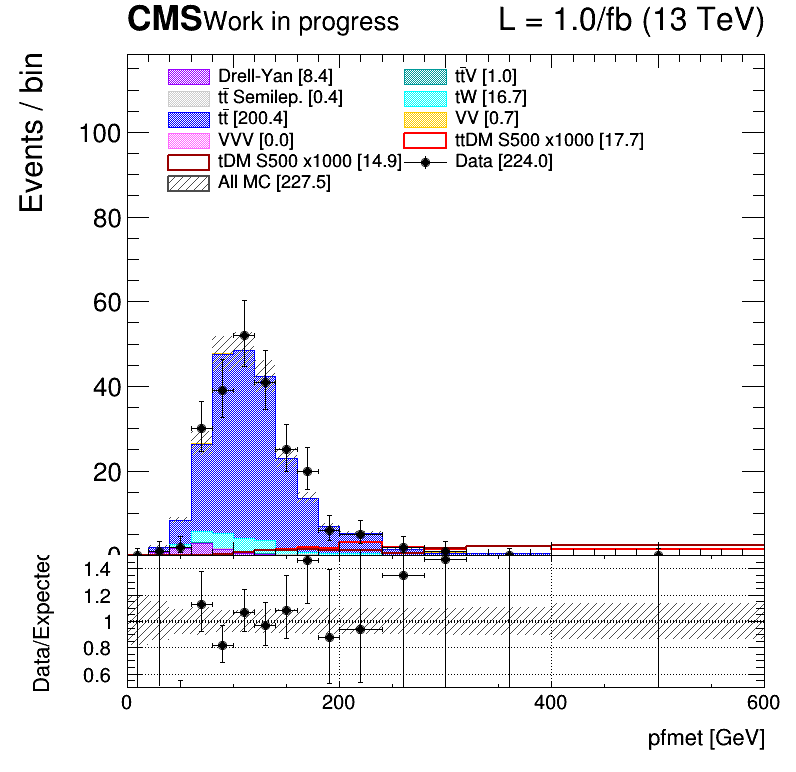 CMS Work in progress L = 1.0/fb (13 TeV)
Events / bin
Drell-Yan [8.4] tt̄V [1.0]
tt̄ Semilep. [0.4] tW [16.7]
tt̄ [200.4] VV [0.7]
VVV [0.0] ttDM S500 x1000 [17.7]
tDM S500 x1000 [14.9] Data [224.0]
All MC [227.5]
100
80
60
40
20
0
Data/Expected
1.4
1.2
1
0.8
0.6
0 200 400 600
pfmet [GeV]